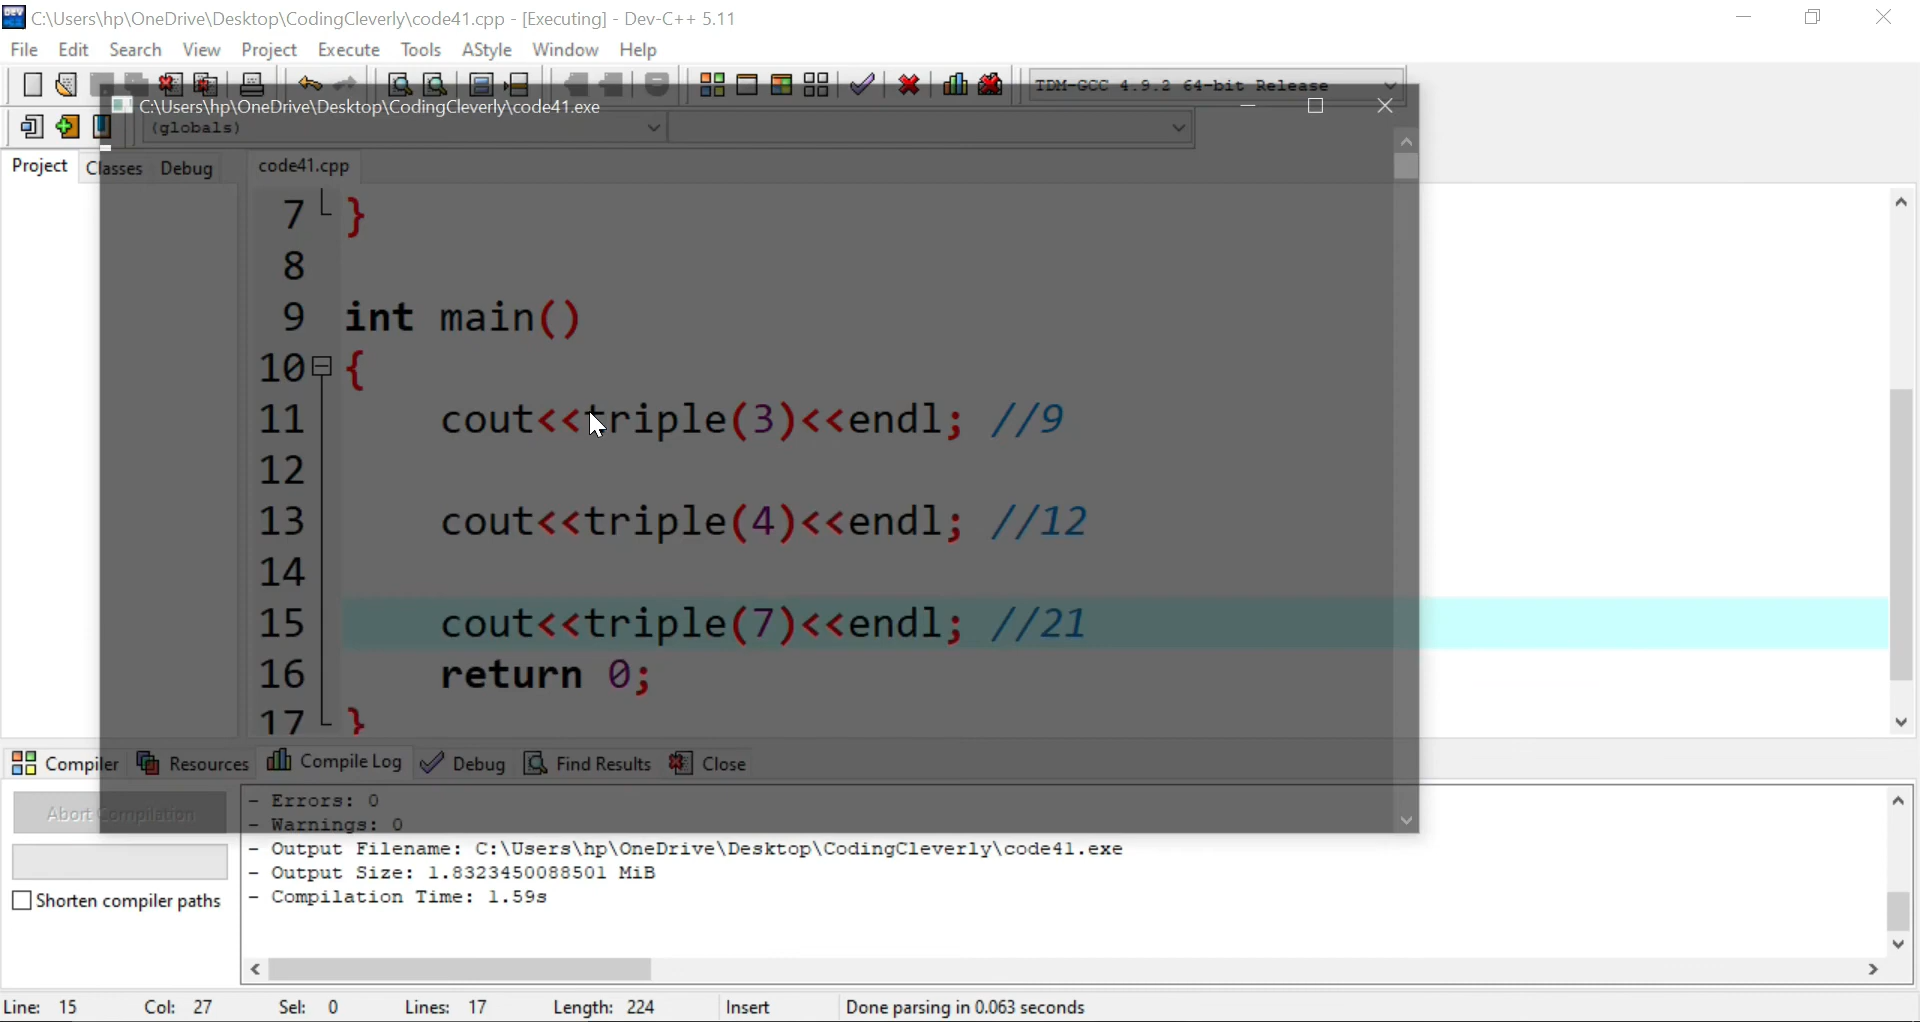 C:\Users\hp\OneDrive\Desktop\CodingCleverly\code41.cpp - [Executing] - Dev-C++ 5.11
File Edit Search View Project Execute Tools AStyle Window Help
TDM-GCC 4.9.2 64-bit Release
C:\Users\hp\OneDrive\Desktop\CodingCleverly\code41.exe
(globals)
Project Classes Debug code41.cpp
7 }
8
9 int main()
10 {
11 cout<<triple(3)<<endl; //9
12
13 cout<<triple(4)<<endl; //12
14
15 cout<<triple(7)<<endl; //21
16 return 0;
17 }
Compiler Resources Compile Log Debug Find Results Close
Abort Compilation
Shorten compiler paths
- Errors: 0
- Warnings: 0
- Output Filename: C:\Users\hp\OneDrive\Desktop\CodingCleverly\code41.exe
- Output Size: 1.8323450088501 MiB
- Compilation Time: 1.59s
Line: 15 Col: 27 Sel: 0 Lines: 17 Length: 224 Insert Done parsing in 0.063 seconds